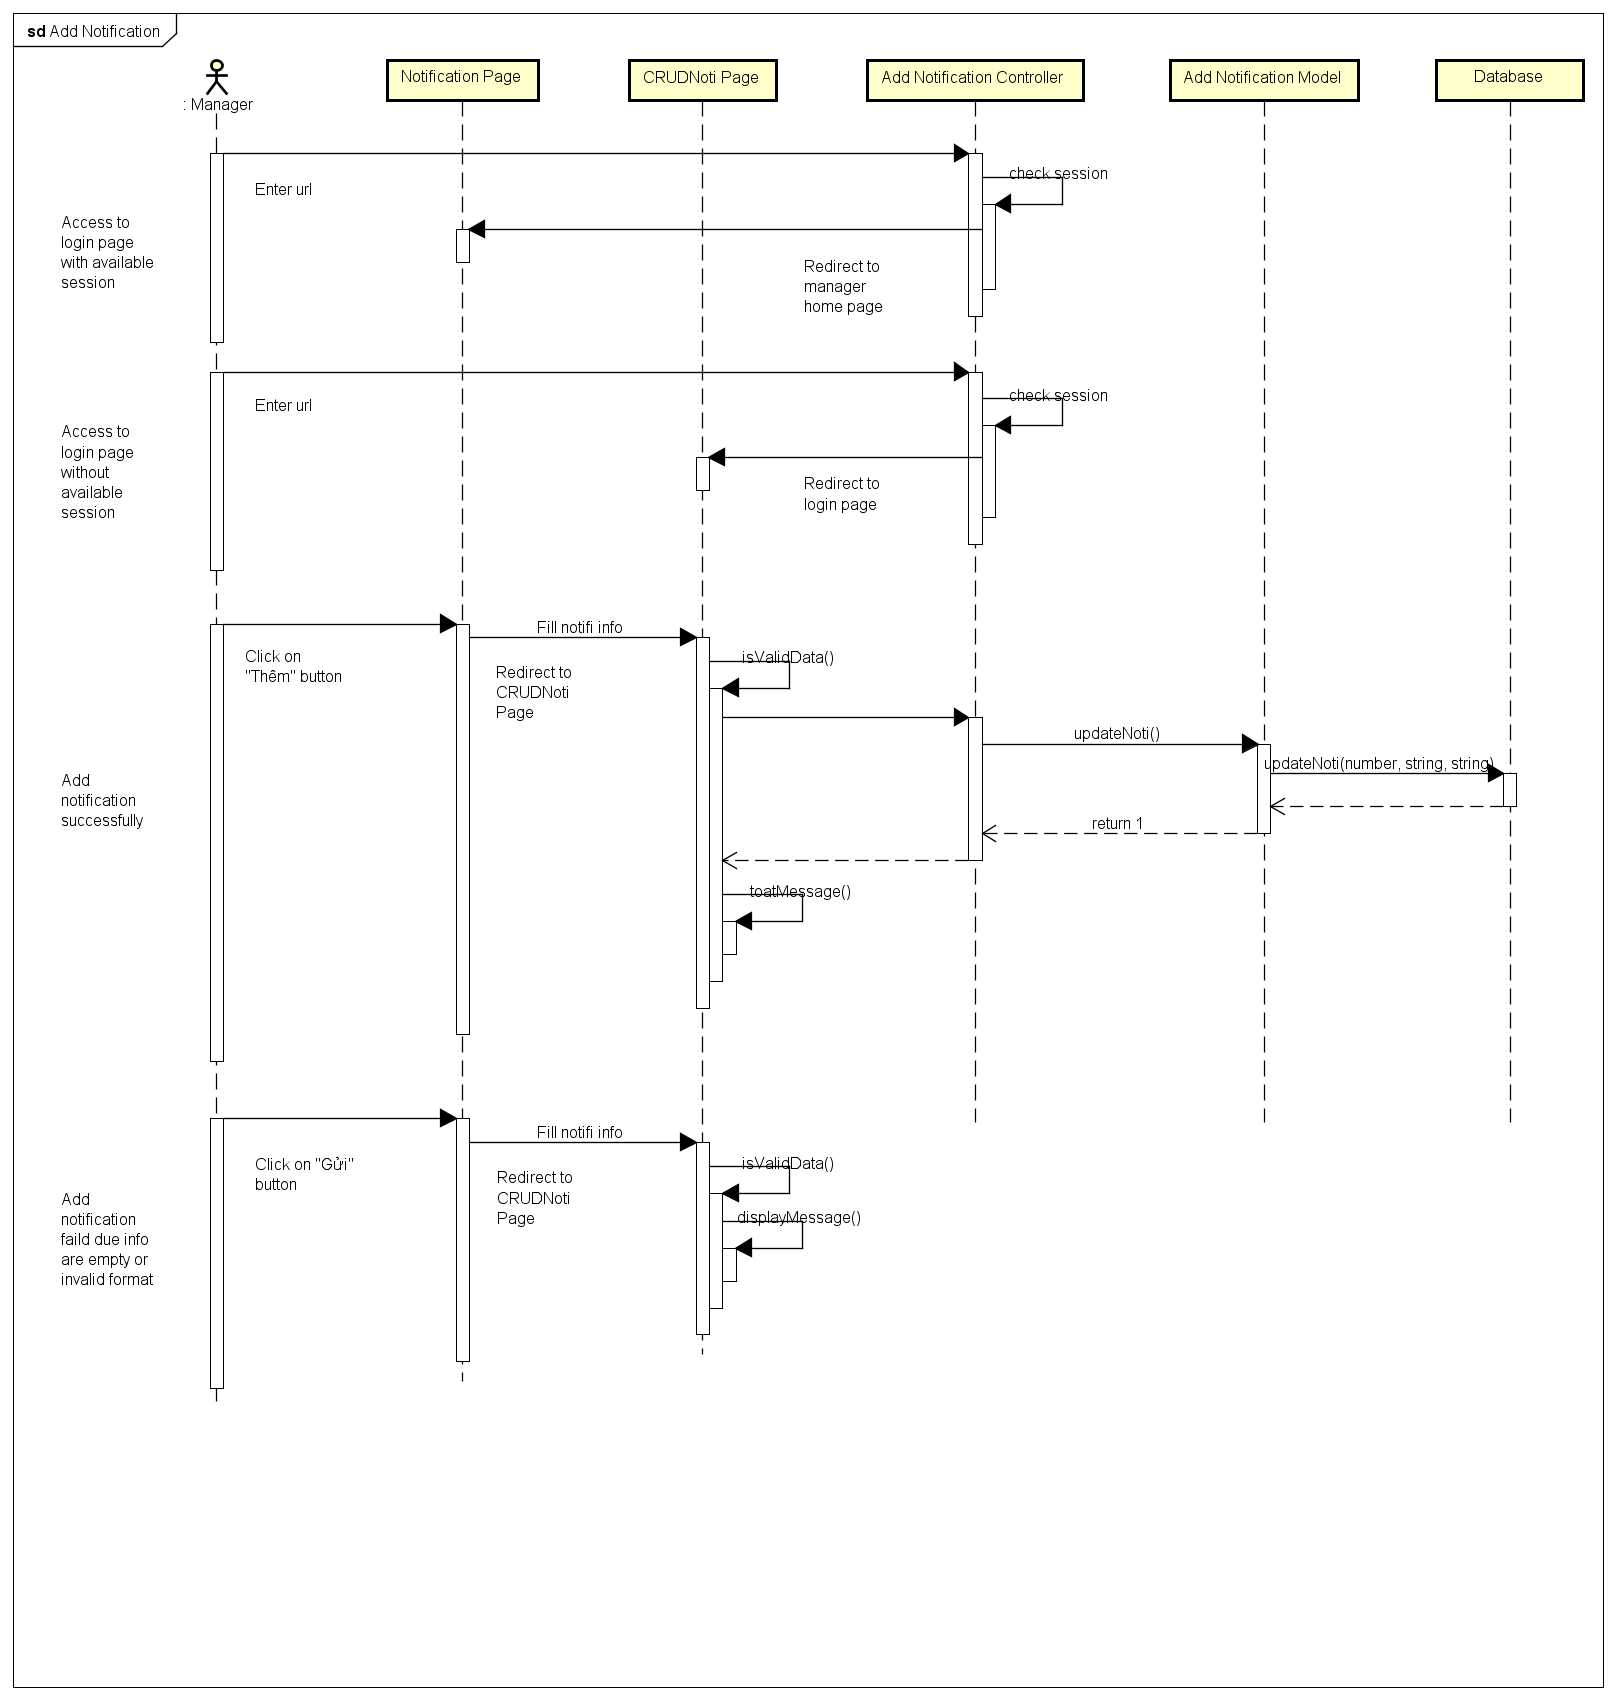 sd Add Notification
: Manager
Notification Page
CRUDNoti Page
Add Notification Controller
Add Notification Model
Database
Enter url
check session
Access to
login page
with available
session
Redirect to
manager
home page
Enter url
check session
Access to
login page
without
available
session
Redirect to
login page
Click on
"Thêm" button
Fill notifi info
Redirect to
CRUDNoti
Page
isValidData()
updateNoti()
updateNoti(number, string, string)
return 1
Add
notification
successfully
toatMessage()
Click on "Gửi"
button
Fill notifi info
Redirect to
CRUDNoti
Page
isValidData()
displayMessage()
Add
notification
faild due info
are empty or
invalid format